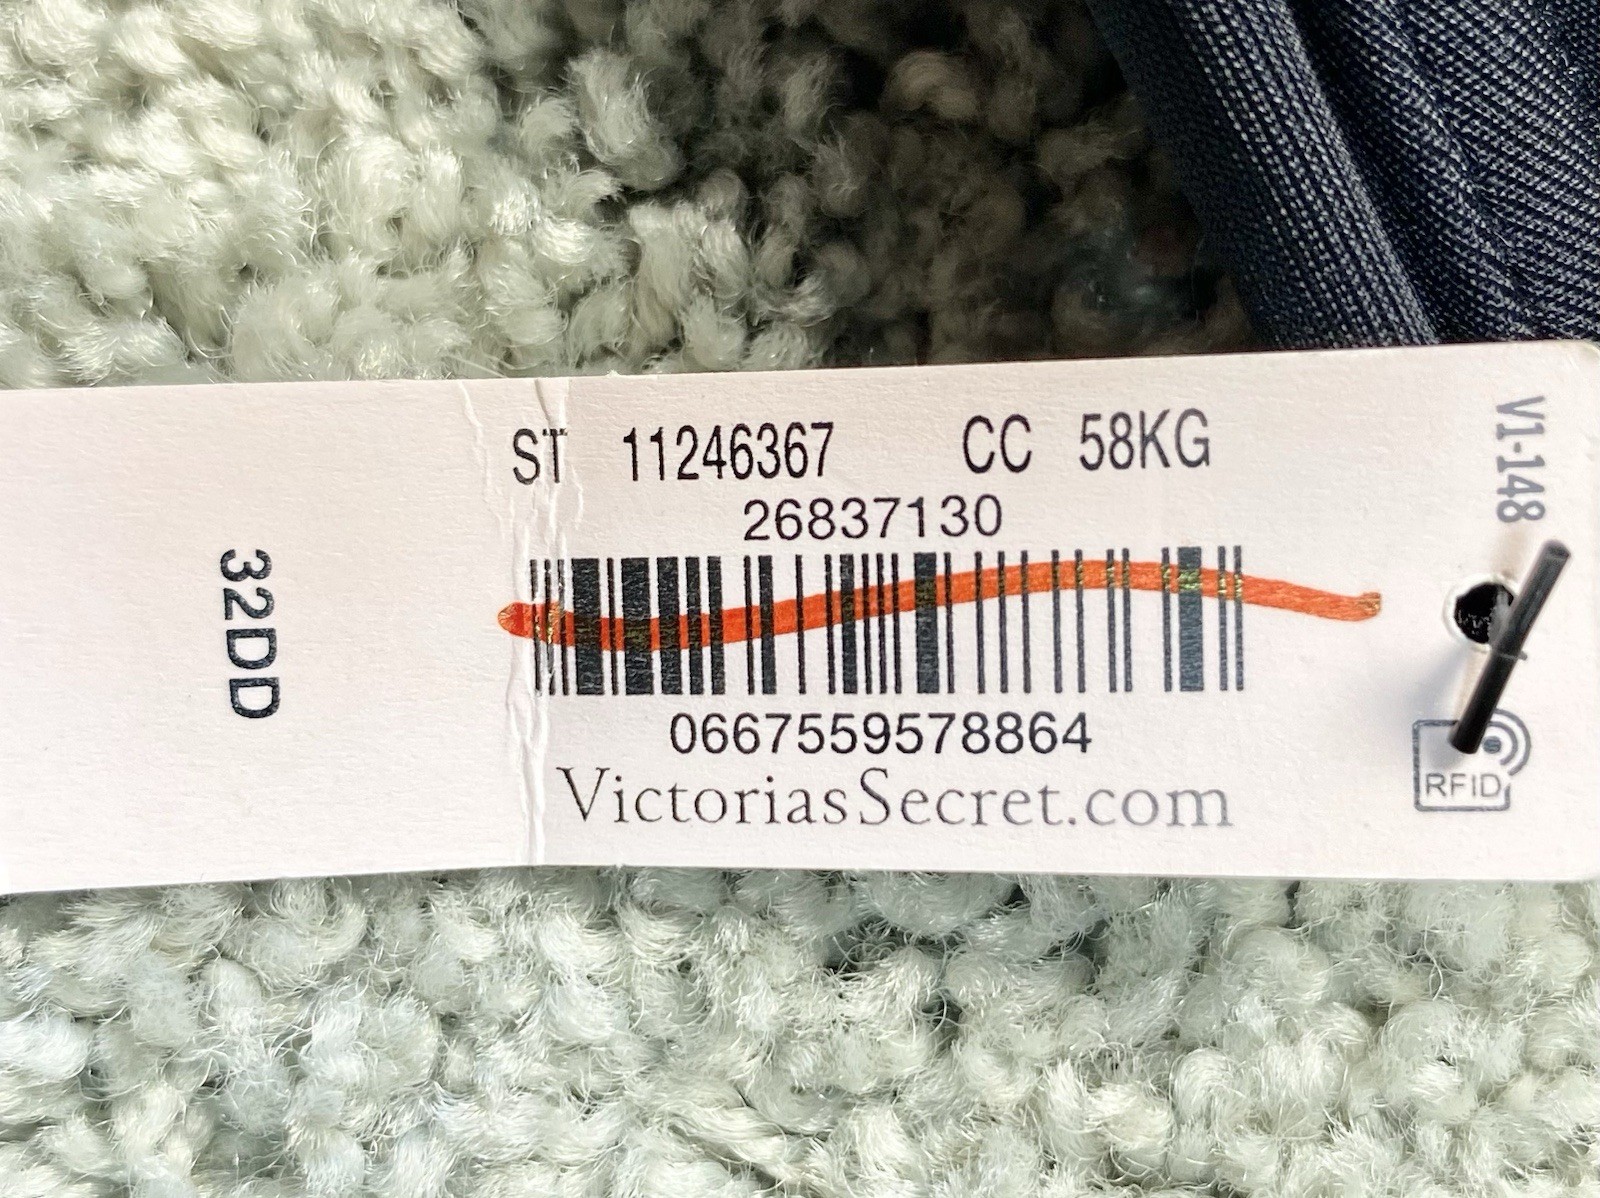 32DD
ST 11246367 CC 58KG
26837130
0667559578864
VictoriasSecret.com
V1-148
RFID